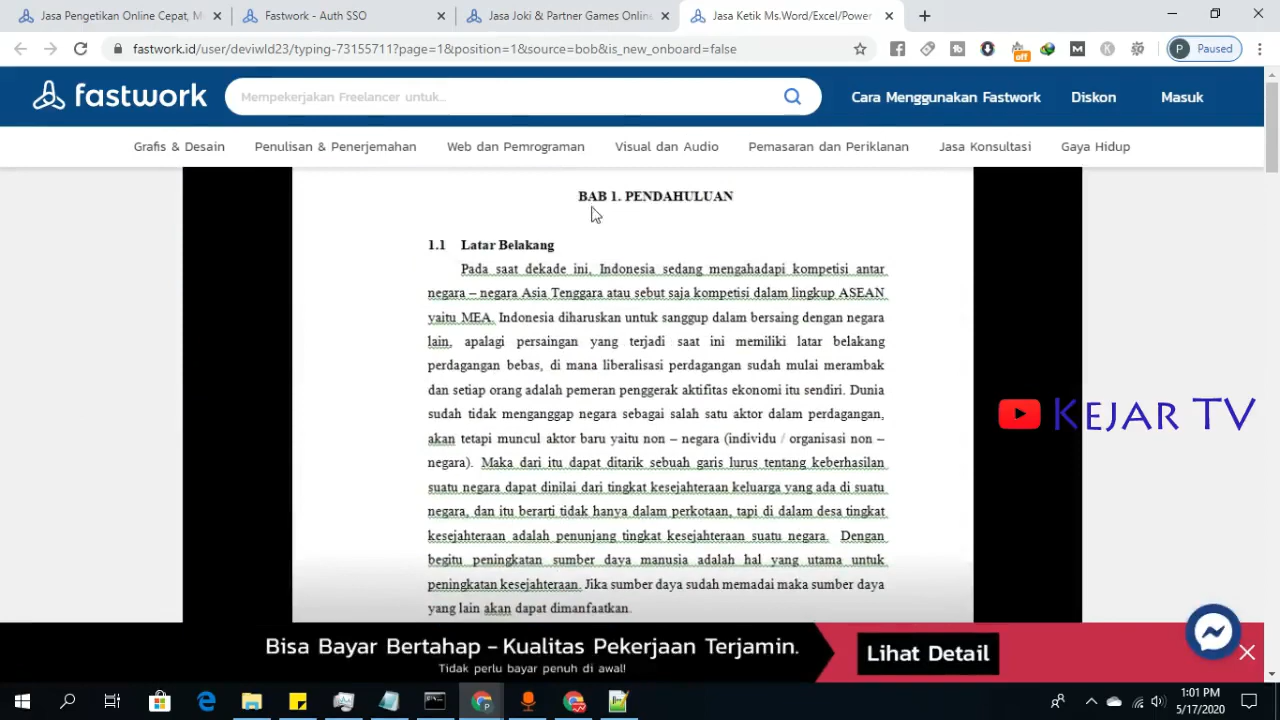 Jasa Pengetikan Online Cepat, M
Fastwork - Auth SSO
Jasa Joki & Partner Games Online
Jasa Ketik Ms.Word/Excel/Power
fastwork.id/user/deviwld23/typing-73155711?page=1&position=1&source=bob&is_new_onboard=false
off
P Paused
fastwork
Mempekerjakan Freelancer untuk...
Cara Menggunakan Fastwork
Diskon
Masuk
Grafis & Desain
Penulisan & Penerjemahan
Web dan Pemrograman
Visual dan Audio
Pemasaran dan Periklanan
Jasa Konsultasi
Gaya Hidup
BAB 1. PENDAHULUAN
1.1 Latar Belakang
Pada saat dekade ini, Indonesia sedang mengahadapi kompetisi antar
negara – negara Asia Tenggara atau sebut saja kompetisi dalam lingkup ASEAN
yaitu MEA. Indonesia diharuskan untuk sanggup dalam bersaing dengan negara
lain, apalagi persaingan yang terjadi saat ini memiliki latar belakang
perdagangan bebas, di mana liberalisasi perdagangan sudah mulai merambak
dan setiap orang adalah pemeran penggerak aktifitas ekonomi itu sendiri. Dunia
sudah tidak menganggap negara sebagai salah satu aktor dalam perdagangan,
akan tetapi muncul aktor baru yaitu non – negara (individu / organisasi non –
negara). Maka dari itu dapat ditarik sebuah garis lurus tentang keberhasilan
suatu negara dapat dinilai dari tingkat kesejahteraan keluarga yang ada di suatu
negara, dan itu berarti tidak hanya dalam perkotaan, tapi di dalam desa tingkat
kesejahteraan adalah penunjang tingkat kesejahteraan suatu negara. Dengan
begitu peningkatan sumber daya manusia adalah hal yang utama untuk
peningkatan kesejahteraan. Jika sumber daya sudah memadai maka sumber daya
yang lain akan dapat dimanfaatkan.
KEJAR TV
Bisa Bayar Bertahap - Kualitas Pekerjaan Terjamin.
Tidak perlu bayar penuh di awal!
Lihat Detail
1:01 PM
5/17/2020